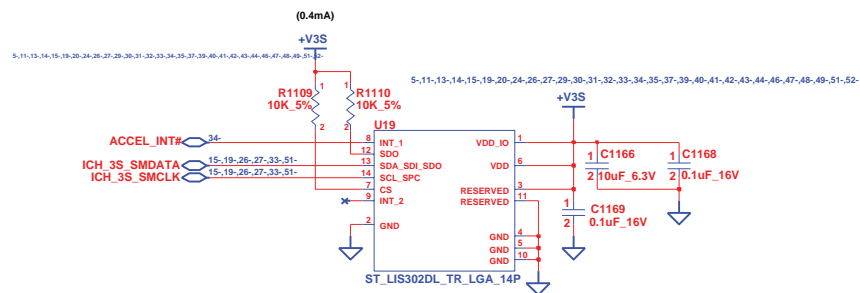 (0.4mA)
+V3S
5-,11-,13-,14-,15-,19-,20-,24-,26-,27-,29-,30-,31-,32-,33-,34-,35-,37-,39-,40-,41-,42-,43-,44-,46-,47-,48-,49-,51-,52-
5-,11-,13-,14-,15-,19-,20-,24-,26-,27-,29-,30-,31-,32-,33-,34-,35-,37-,39-,40-,41-,42-,43-,44-,46-,47-,48-,49-,51-,52-
+V3S
R1109
10K_5%
1
2
R1110
10K_5%
1
2
U19
ACCEL_INT#
34-
ICH_3S_SMDATA
15-,19-,26-,27-,33-,51-
ICH_3S_SMCLK
15-,19-,26-,27-,33-,51-
8 INT_1
12 SDO
13 SDA_SDI_SDO
14 SCL_SPC
7 CS
9 INT_2
2 GND
VDD_IO 1
VDD 6
RESERVED 3
RESERVED 11
GND 4
GND 5
GND 10
1 C1166
2 10uF_6.3V
1 C1168
2 0.1uF_16V
1 C1169
2 0.1uF_16V
ST_LIS302DL_TR_LGA_14P